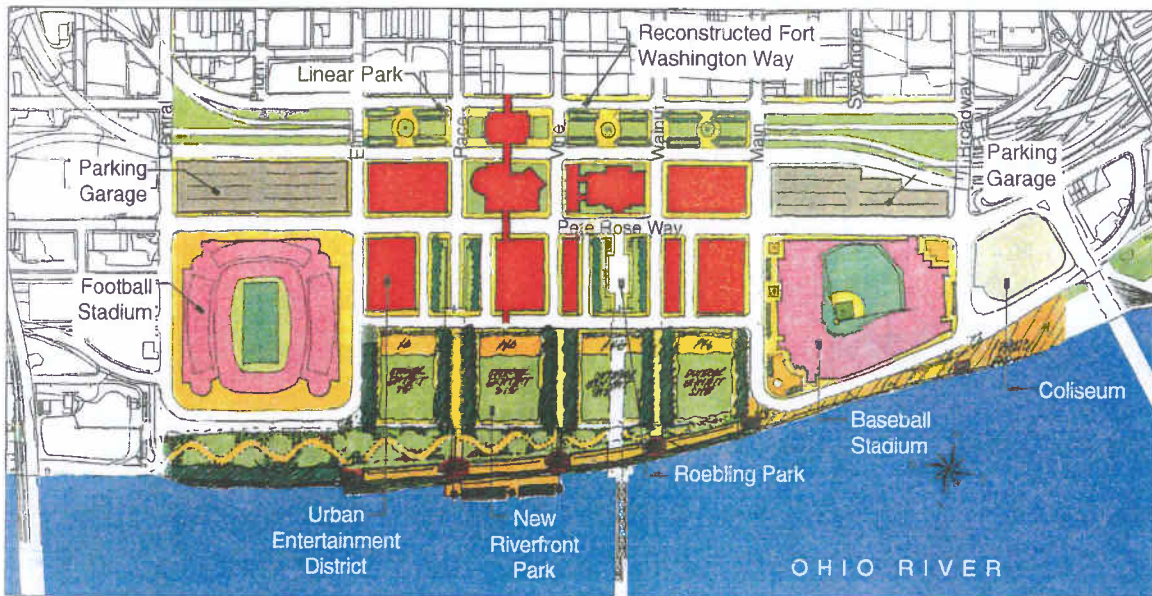 Reconstructed Fort
Washington Way
Linear Park
Plum
Sycamore
Broadway
Central
Elm
Race
Vine
Walnut
Main
Parking
Garage
Parking
Garage
Pete Rose Way
Football
Stadium
Coliseum
Baseball
Stadium
Roebling Park
Urban
Entertainment
District
New
Riverfront
Park
OHIO RIVER